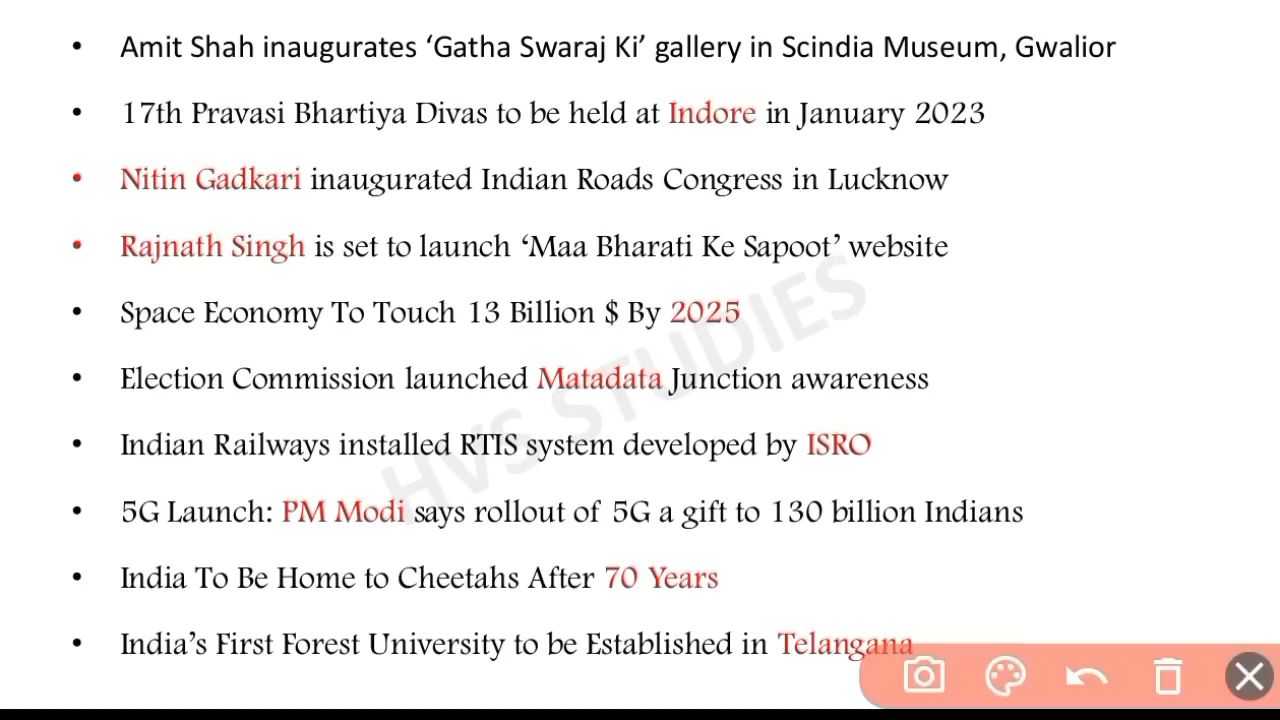 • Amit Shah inaugurates ‘Gatha Swaraj Ki’ gallery in Scindia Museum, Gwalior
• 17th Pravasi Bhartiya Divas to be held at Indore in January 2023
• Nitin Gadkari inaugurated Indian Roads Congress in Lucknow
• Rajnath Singh is set to launch ‘Maa Bharati Ke Sapoot’ website
• Space Economy To Touch 13 Billion $ By 2025
• Election Commission launched Matadata Junction awareness
• Indian Railways installed RTIS system developed by ISRO
• 5G Launch: PM Modi says rollout of 5G a gift to 130 billion Indians
• India To Be Home to Cheetahs After 70 Years
• India’s First Forest University to be Established in Telangana
HVS STUDIES